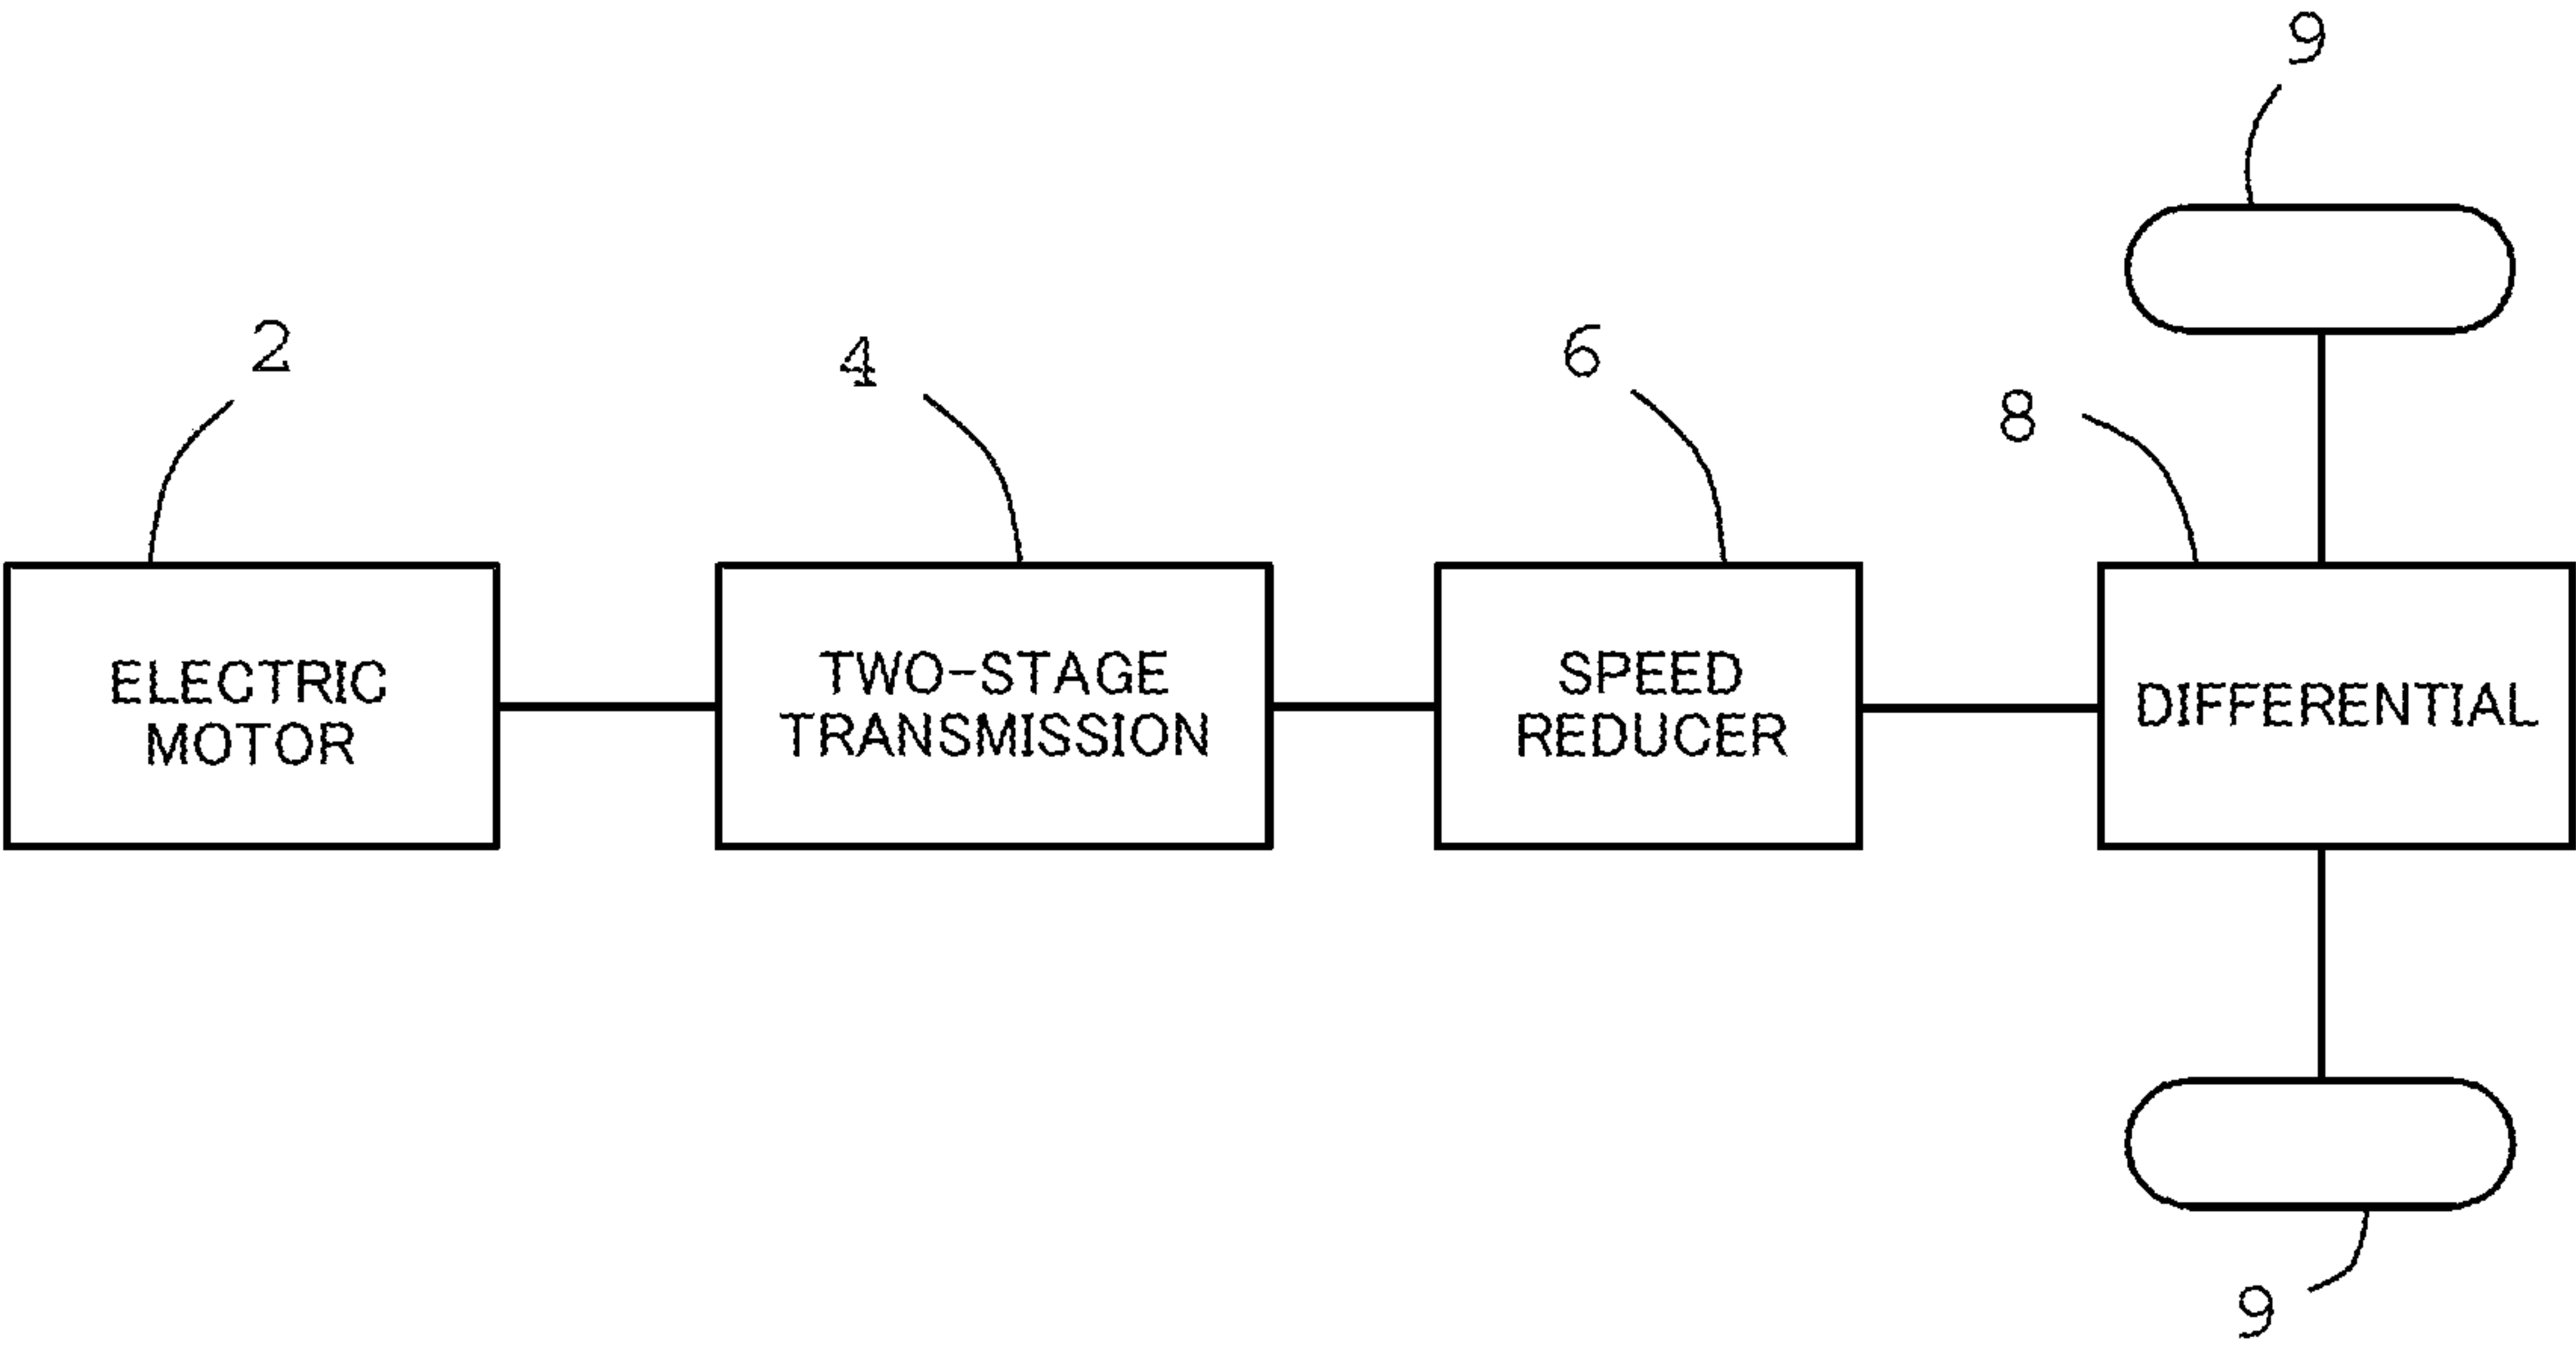 9
2
4
6
8
ELECTRIC
MOTOR
TWO-STAGE
TRANSMISSION
SPEED
REDUCER
DIFFERENTIAL
9